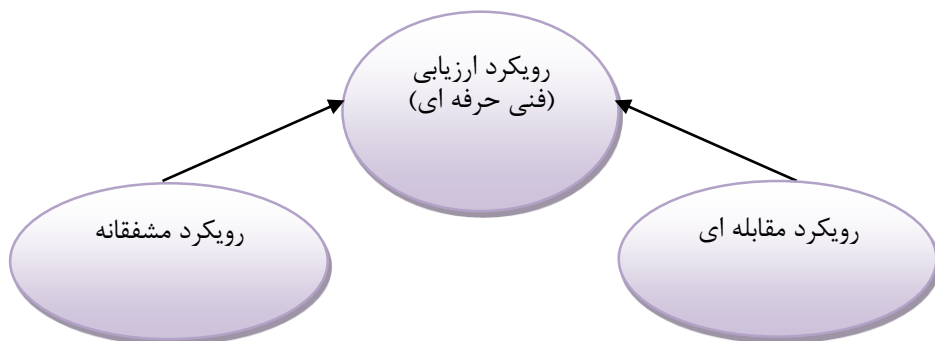 رویکرد ارزیابی
(فنی حرفه ای)
رویکرد مقابله ای
رویکرد مشفقانه